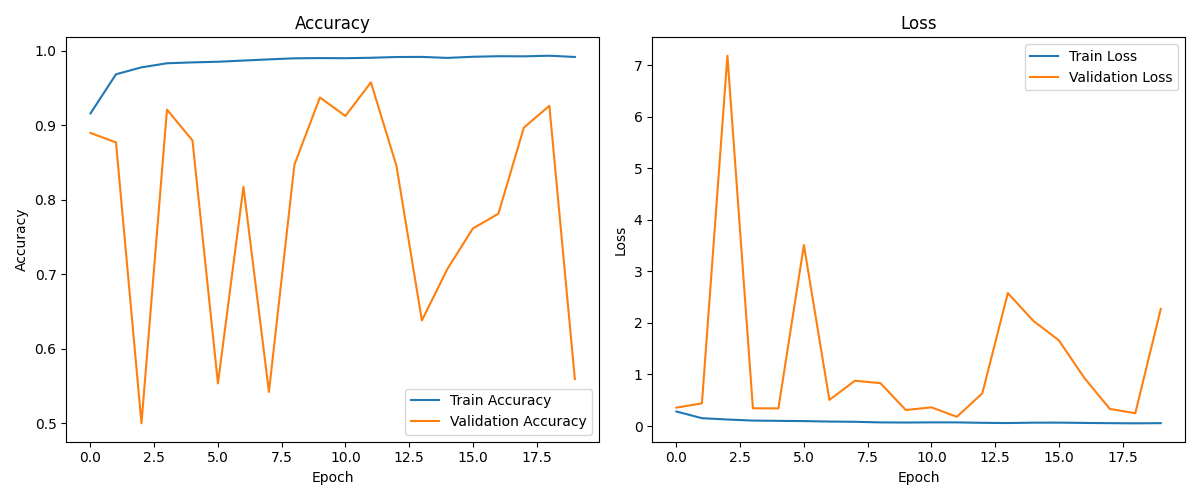 Accuracy
Accuracy
1.0
0.9
0.8
0.7
0.6
0.5
0.0 2.5 5.0 7.5 10.0 12.5 15.0 17.5
Epoch
Train Accuracy
Validation Accuracy
Loss
Loss
7
6
5
4
3
2
1
0
0.0 2.5 5.0 7.5 10.0 12.5 15.0 17.5
Epoch
Train Loss
Validation Loss